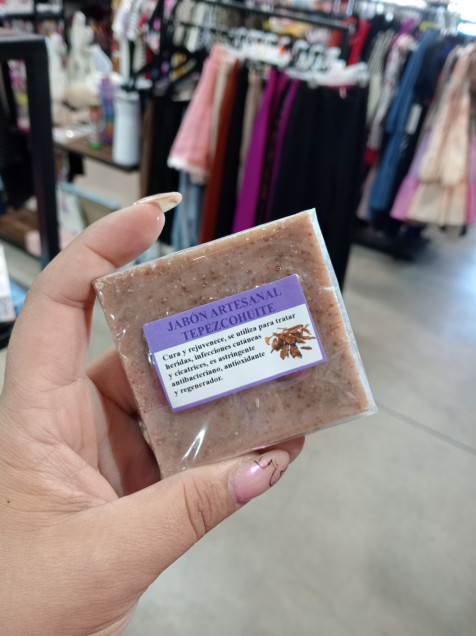 JABÓN ARTESANAL
TEPEZCOHUITE
Cura y rejuvenece, se utiliza para tratar
heridas, infecciones cutáneas
y cicatrices, es astringente
antibacteriano, antioxidante
y regenerador.